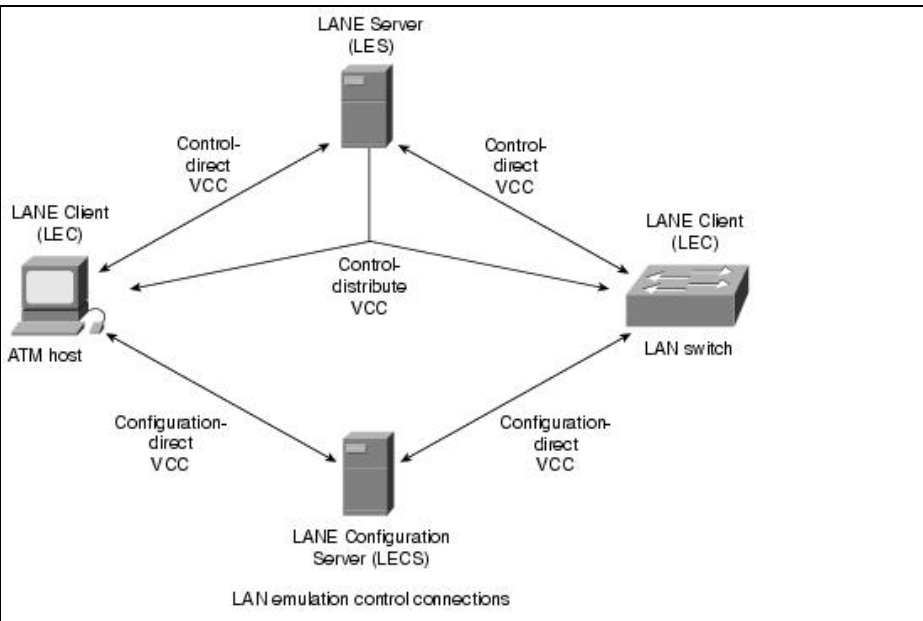 LANE Server
(LES)
Control-
direct
VCC
Control-
direct
VCC
LANE Client
(LEC)
LANE Client
(LEC)
Control-
distribute
VCC
ATM host
LAN switch
Configuration-
direct
VCC
Configuration-
direct
VCC
LANE Configuration
Server (LECS)
LAN emulation control connections